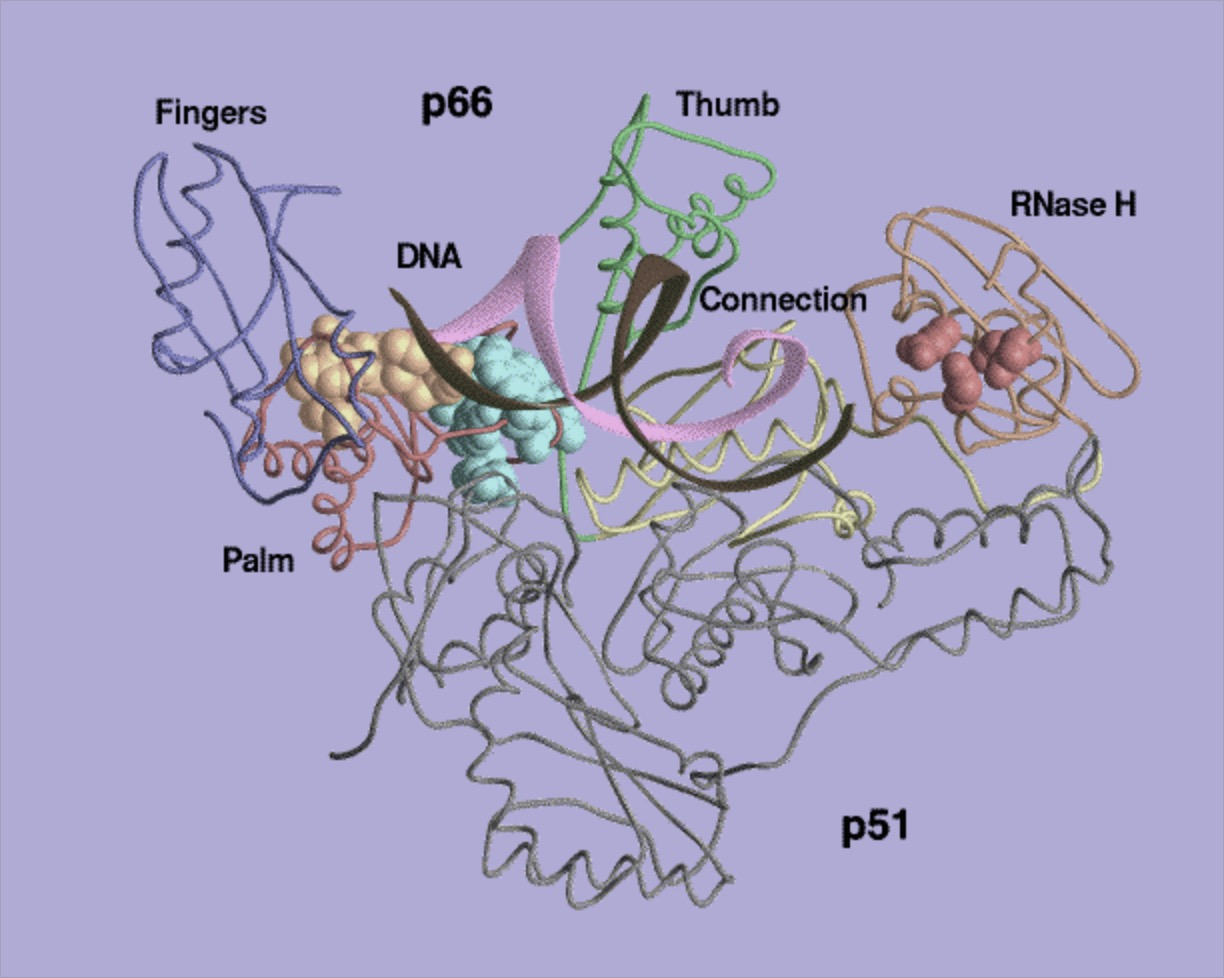 p66
Thumb
Fingers
RNase H
DNA
Connection
Palm
p51